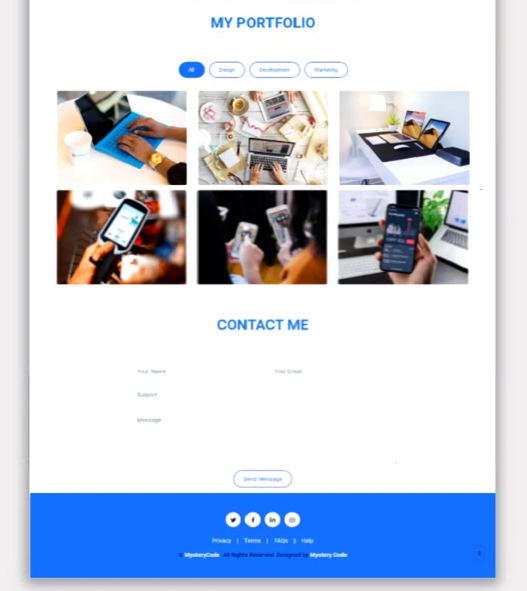 MY PORTFOLIO
All Design Development Marketing
CONTACT ME
Your Name Your Email
Subject
Message
Send Message
Privacy | Terms | FAQs | Help
© MysteryCode All Rights Reserved. Designed by Mystery Code